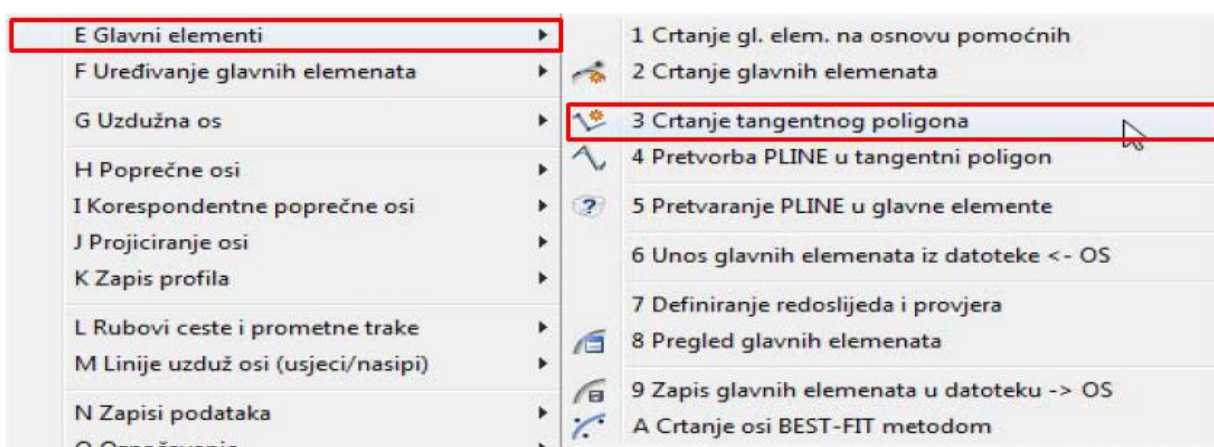 E Glavni elementi
F Uređivanje glavnih elemenata
G Uzdužna os
H Poprečne osi
I Korespondentne poprečne osi
J Projiciranje osi
K Zapis profila
L Rubovi ceste i prometne trake
M Linije uzduž osi (usjeci/nasipi)
N Zapisi podataka
1 Crtanje gl. elem. na osnovu pomoćnih
2 Crtanje glavnih elemenata
3 Crtanje tangentnog poligona
4 Pretvorba PLINE u tangentni poligon
5 Pretvaranje PLINE u glavne elemente
6 Unos glavnih elemenata iz datoteke <- OS
7 Definiranje redoslijeda i provjera
8 Pregled glavnih elemenata
9 Zapis glavnih elemenata u datoteku -> OS
A Crtanje osi BEST-FIT metodom